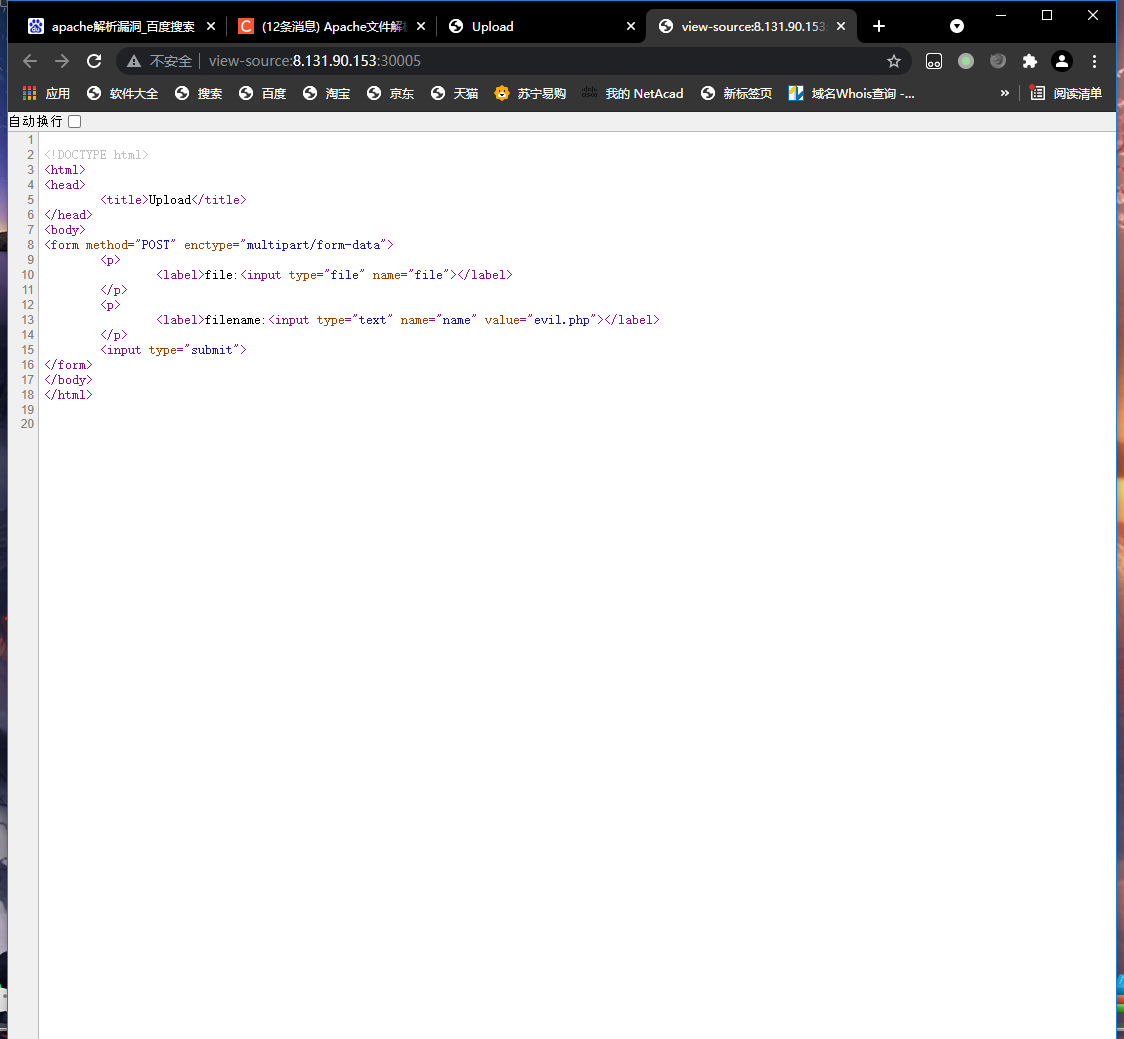 apache解析漏洞_百度搜索
(12条消息) Apache文件解
Upload
view-source:8.131.90.153:
不安全 view-source:8.131.90.153:30005
应用 软件大全 搜索 百度 淘宝 京东 天猫 苏宁易购 我的 NetAcad 新标签页 域名Whois查询 -... » 阅读清单
自动换行
1
2 <!DOCTYPE html>
3 <html>
4 <head>
5 <title>Upload</title>
6 </head>
7 <body>
8 <form method="POST" enctype="multipart/form-data">
9 <p>
10 <label>file:<input type="file" name="file"></label>
11 </p>
12 <p>
13 <label>filename:<input type="text" name="name" value="evil.php"></label>
14 </p>
15 <input type="submit">
16 </form>
17 </body>
18 </html>
19
20